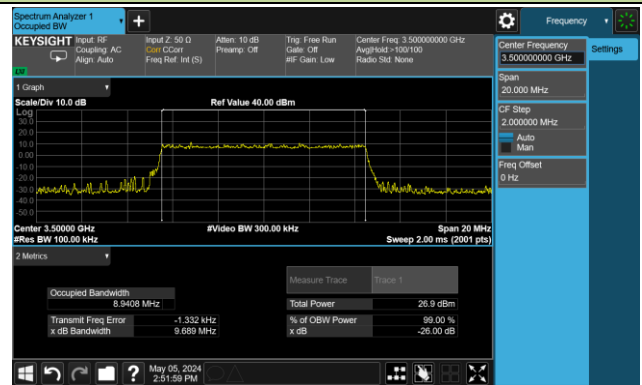 Spectrum Analyzer 1
Occupied BW
Frequency
KEYSIGHT
Input: RF
Coupling: AC
Align: Auto
Input Z: 50 Ω
Corr CCorr
Freq Ref: Int (S)
Atten: 10 dB
Preamp: Off
Trig: Free Run
Gate: Off
#IF Gain: Low
Center Freq: 3.500000000 GHz
Avg|Hold:>100/100
Radio Std: None
LXI
Center Frequency
3.500000000 GHz
Settings
Span
20.000 MHz
CF Step
2.000000 MHz
Auto
Man
Freq Offset
0 Hz
1 Graph
Scale/Div 10.0 dB
Ref Value 40.00 dBm
Log
30.0
20.0
10.0
0.00
-10.0
-20.0
-30.0
-40.0
-50.0
Center 3.50000 GHz
#Video BW 300.00 kHz
Span 20 MHz
#Res BW 100.00 kHz
Sweep 2.00 ms (2001 pts)
2 Metrics
Measure Trace
Trace 1
Occupied Bandwidth
8.9408 MHz
Total Power
26.9 dBm
Transmit Freq Error
-1.332 kHz
% of OBW Power
99.00 %
x dB Bandwidth
9.689 MHz
x dB
-26.00 dB
?
May 05, 2024
2:51:59 PM